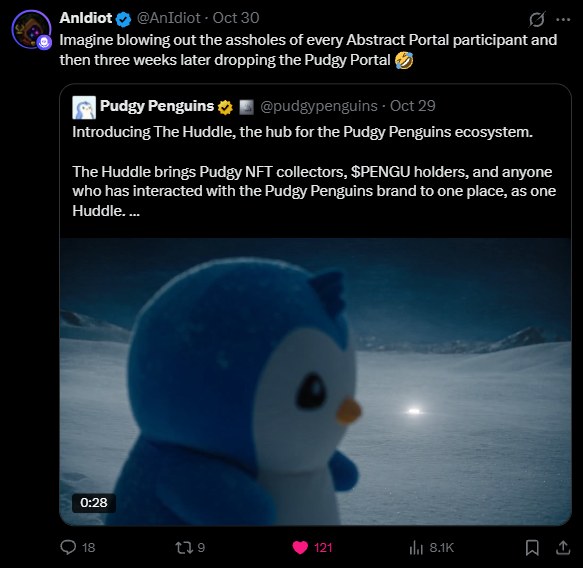 AnIdiot @AnIdiot · Oct 30
Imagine blowing out the assholes of every Abstract Portal participant and
then three weeks later dropping the Pudgy Portal 🤣
Pudgy Penguins @pudgypenguins · Oct 29
Introducing The Huddle, the hub for the Pudgy Penguins ecosystem.
The Huddle brings Pudgy NFT collectors, $PENGU holders, and anyone
who has interacted with the Pudgy Penguins brand to one place, as one
Huddle. ...
0:28
18 9 121 8.1K